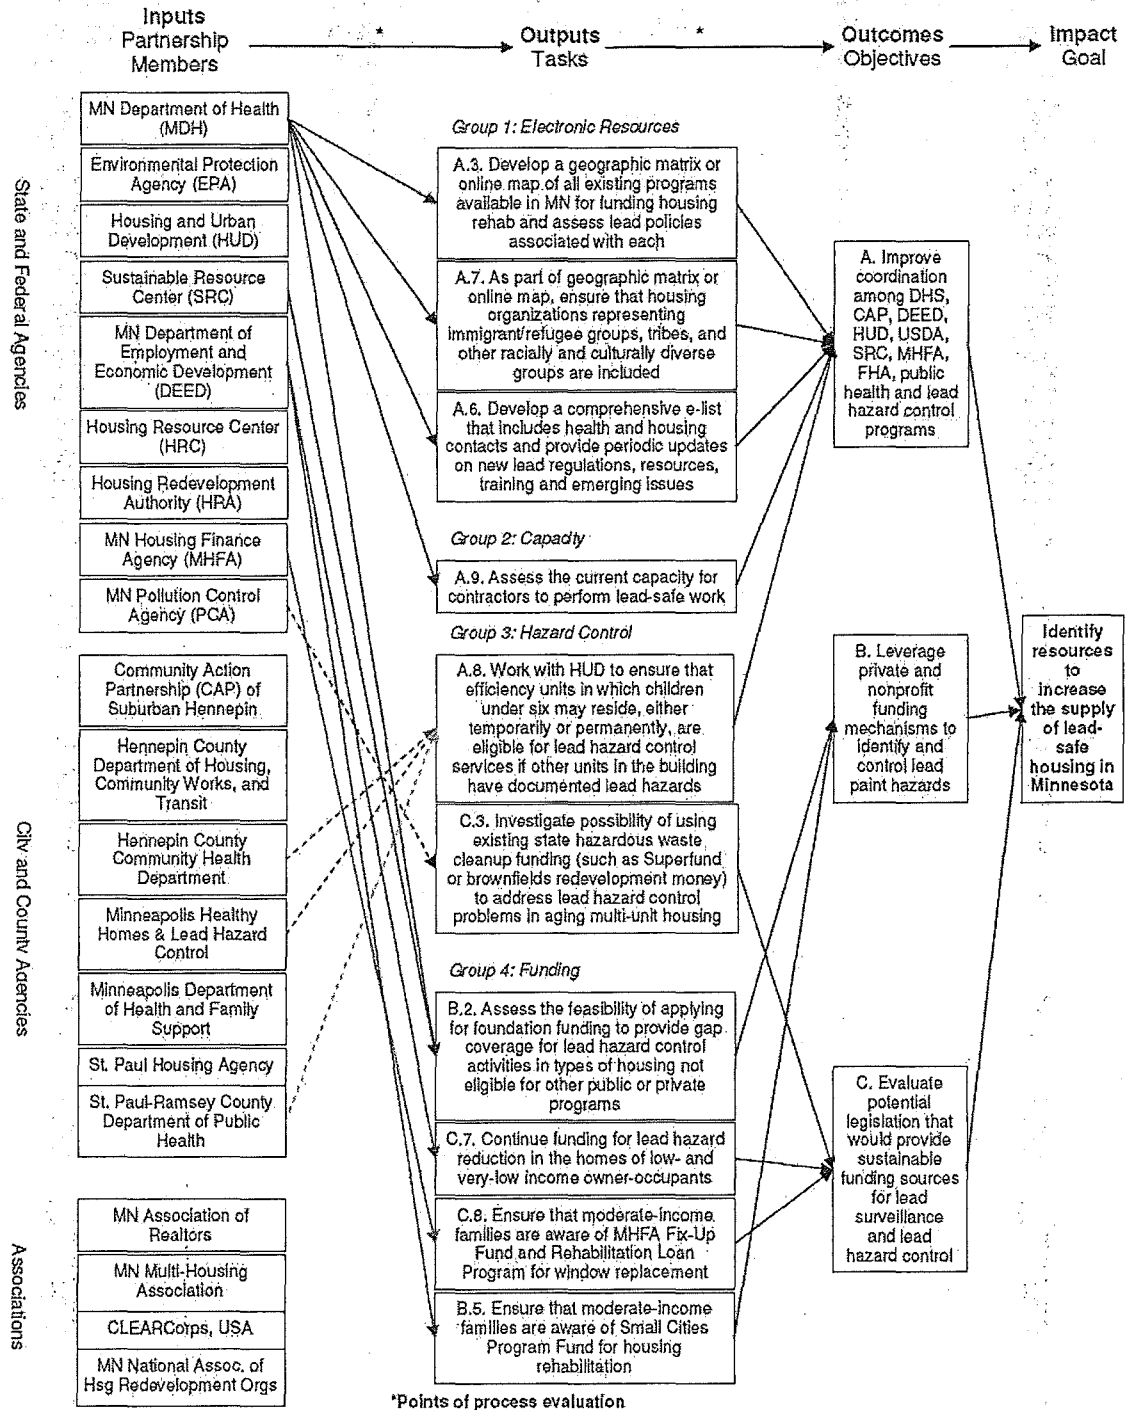 Inputs
Partnership
Members
*
Outputs
Tasks
*
Outcomes
Objectives
Impact
Goal
State and Federal Agencies
MN Department of Health
(MDH)
Environmental Protection
Agency (EPA)
Housing and Urban
Development (HUD)
Sustainable Resource
Center (SRC)
MN Department of
Employment and
Economic Development
(DEED)
Housing Resource Center
(HRC)
Housing Redevelopment
Authority (HRA)
MN Housing Finance
Agency (MHFA)
MN Pollution Control
Agency (PCA)
City and County Agencies
Community Action
Partnership (CAP) of
Suburban Hennepin
Hennepin County
Department of Housing,
Community Works, and
Transit
Hennepin County
Community Health
Department
Minneapolis Healthy
Homes & Lead Hazard
Control
Minneapolis Department
of Health and Family
Support
St. Paul Housing Agency
St. Paul-Ramsey County
Department of Public
Health
Associations
MN Association of
Realtors
MN Multi-Housing
Association
CLEARCorps, USA
MN National Assoc. of
Hsg Redevelopment Orgs
Group 1: Electronic Resources
A.3. Develop a geographic matrix or
online map of all existing programs
available in MN for funding housing
rehab and assess lead policies
associated with each
A.7. As part of geographic matrix or
online map, ensure that housing
organizations representing
immigrant/refugee groups, tribes, and
other racially and culturally diverse
groups are included
A.6. Develop a comprehensive e-list
that includes health and housing
contacts and provide periodic updates
on new lead regulations, resources,
training and emerging issues
Group 2: Capacity
A.9. Assess the current capacity for
contractors to perform lead-safe work
Group 3: Hazard Control
A.8. Work with HUD to ensure that
efficiency units in which children
under six may reside, either
temporarily or permanently, are
eligible for lead hazard control
services if other units in the building
have documented lead hazards
C.3. Investigate possibility of using
existing state hazardous waste
cleanup funding (such as Superfund
or brownfields redevelopment money)
to address lead hazard control
problems in aging multi-unit housing
Group 4: Funding
B.2. Assess the feasibility of applying
for foundation funding to provide gap
coverage for lead hazard control
activities in types of housing not
eligible for other public or private
programs
C.7. Continue funding for lead hazard
reduction in the homes of low- and
very-low income owner-occupants
C.8. Ensure that moderate-income
families are aware of MHFA Fix-Up
Fund and Rehabilitation Loan
Program for window replacement
B.5. Ensure that moderate-income
families are aware of Small Cities
Program Fund for housing
rehabilitation
*Points of process evaluation
A. Improve
coordination
among DHS,
CAP, DEED,
HUD, USDA,
SRC, MHFA,
FHA, public
health and lead
hazard control
programs
B. Leverage
private and
nonprofit
funding
mechanisms to
identify and
control lead
paint hazards
C. Evaluate
potential
legislation that
would provide
sustainable
funding sources
for lead
surveillance
and lead
hazard control
Identify
resources
to
increase
the supply
of lead-
safe
housing in
Minnesota